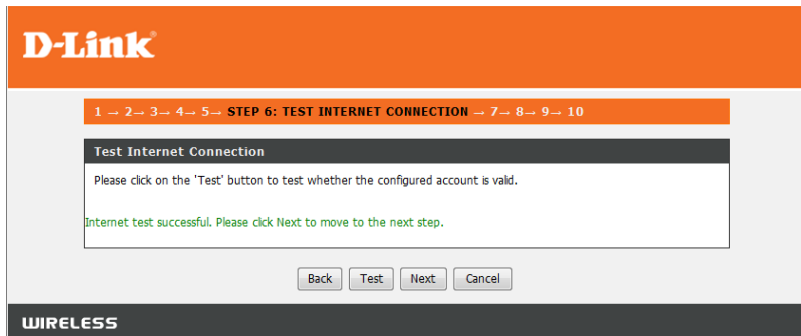 D-Link
1 → 2→ 3→ 4→ 5→ STEP 6: TEST INTERNET CONNECTION → 7→ 8→ 9→ 10
Test Internet Connection
Please click on the 'Test' button to test whether the configured account is valid.
Internet test successful. Please click Next to move to the next step.
Back Test Next Cancel
WIRELESS